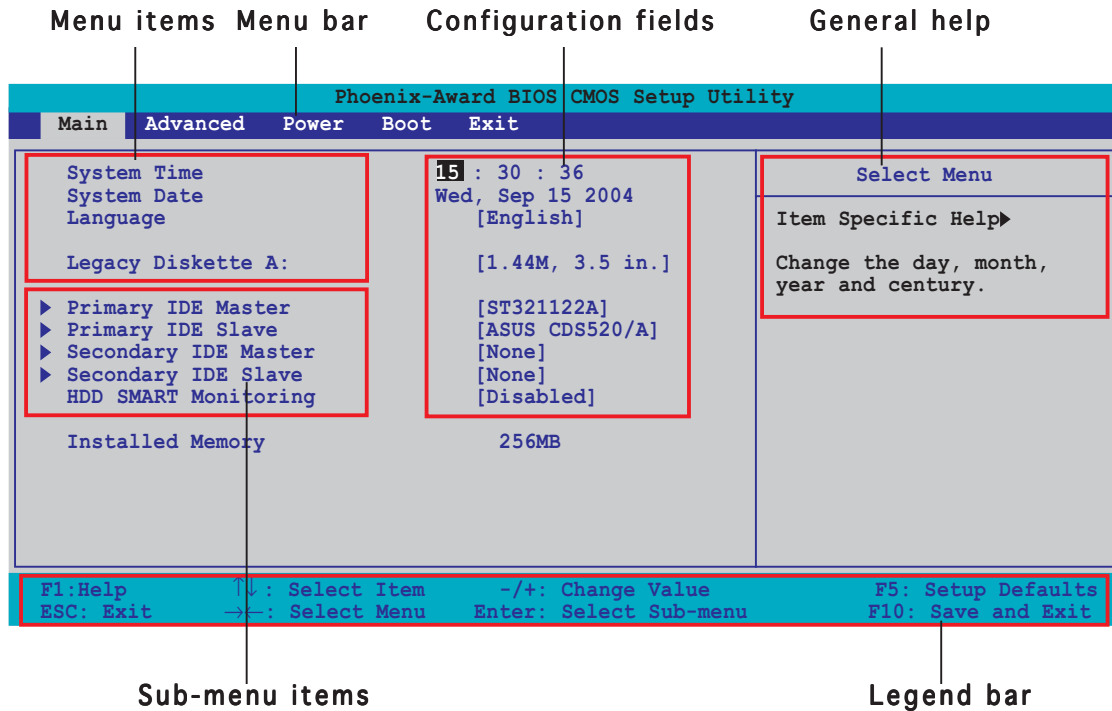 Menu items Menu bar Configuration fields General help
Phoenix-Award BIOS CMOS Setup Utility
Main Advanced Power Boot Exit
System Time 15 : 30 : 36
System Date Wed, Sep 15 2004
Language [English]
Legacy Diskette A: [1.44M, 3.5 in.]
Primary IDE Master [ST321122A]
Primary IDE Slave [ASUS CDS520/A]
Secondary IDE Master [None]
Secondary IDE Slave [None]
HDD SMART Monitoring [Disabled]
Installed Memory 256MB
Select Menu
Item Specific Help▶
Change the day, month,
year and century.
F1:Help ↑↓: Select Item -/+: Change Value F5: Setup Defaults
ESC: Exit →←: Select Menu Enter: Select Sub-menu F10: Save and Exit
Sub-menu items Legend bar